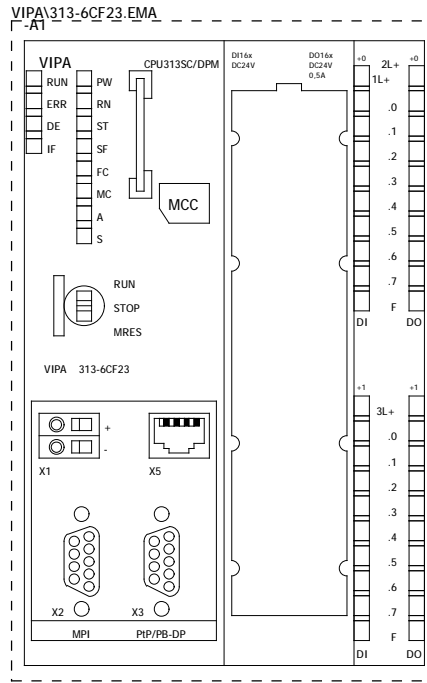 VIPA\313-6CF23.EMA
-A1
VIPA
CPU313SC/DPM
RUN PW
ERR RN
DE ST
IF SF
FC
MC
A
S
MCC
RUN
STOP
MRES
VIPA 313-6CF23
+
-
X1 X5
X2 X3
MPI PtP/PB-DP
DI16x
DC24V
DO16x
DC24V
0,5A
+0 2L+ +0
1L+
.0
.1
.2
.3
.4
.5
.6
.7
F
DI DO
+1 +1
3L+
.0
.1
.2
.3
.4
.5
.6
.7
F
DI DO